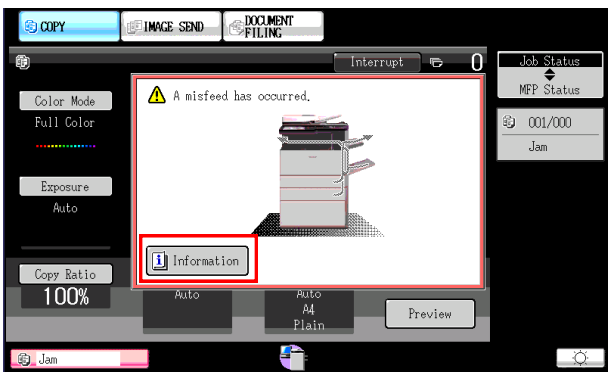 COPY
IMAGE SEND
DOCUMENT
FILING
Interrupt 0
Job Status
MFP Status
Color Mode
Full Color
A misfeed has occurred.
001/000
Jam
Exposure
Auto
Information
Copy Ratio
100%
Auto
Auto
A4
Plain
Preview
Jam